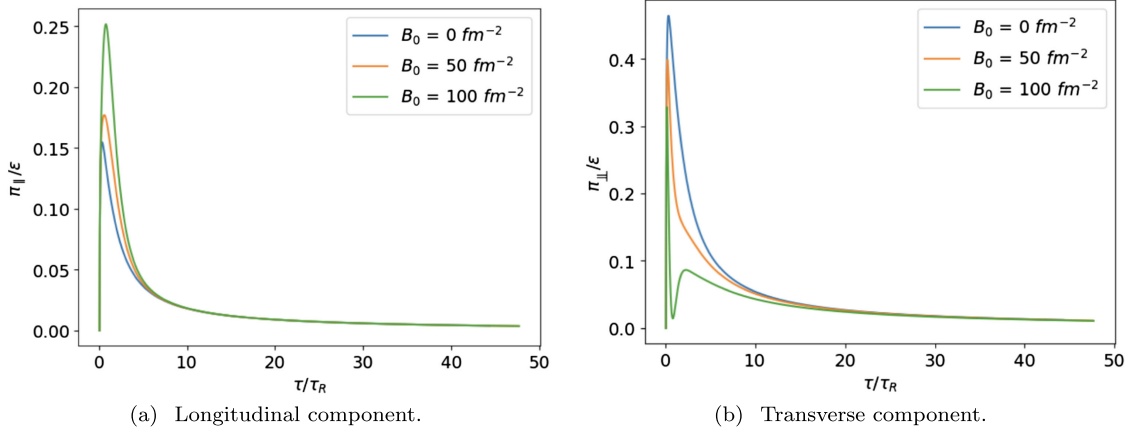 0.25
0.20
0.15
0.10
0.05
0.00
π∥/ε
B₀ = 0 fm⁻²
B₀ = 50 fm⁻²
B₀ = 100 fm⁻²
0 10 20 30 40 50
τ/τ_R
(a) Longitudinal component.
0.4
0.3
0.2
0.1
0.0
π⫫/ε
B₀ = 0 fm⁻²
B₀ = 50 fm⁻²
B₀ = 100 fm⁻²
0 10 20 30 40 50
τ/τ_R
(b) Transverse component.